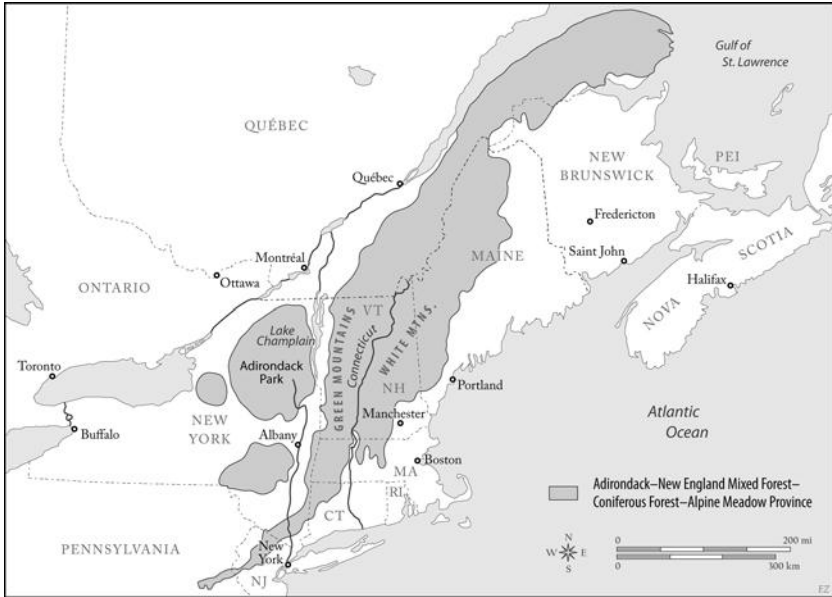 Gulf of
St. Lawrence
QUÉBEC
PEI
NEW
BRUNSWICK
Québec
Fredericton
SCOTIA
Saint John
MAINE
Montréal
Ottawa
Halifax
NOVA
ONTARIO
VT
WHITE MTNS.
GREEN MOUNTAINS
Connecticut
Lake
Champlain
Adirondack
Park
Toronto
NH
Portland
NEW
YORK
Manchester
Atlantic
Ocean
Buffalo
Albany
Boston
MA
Adirondack–New England Mixed Forest–
Coniferous Forest–Alpine Meadow Province
RI
CT
PENNSYLVANIA
New
York
NJ
N
W E
S
0 200 mi
0 300 km
EZ